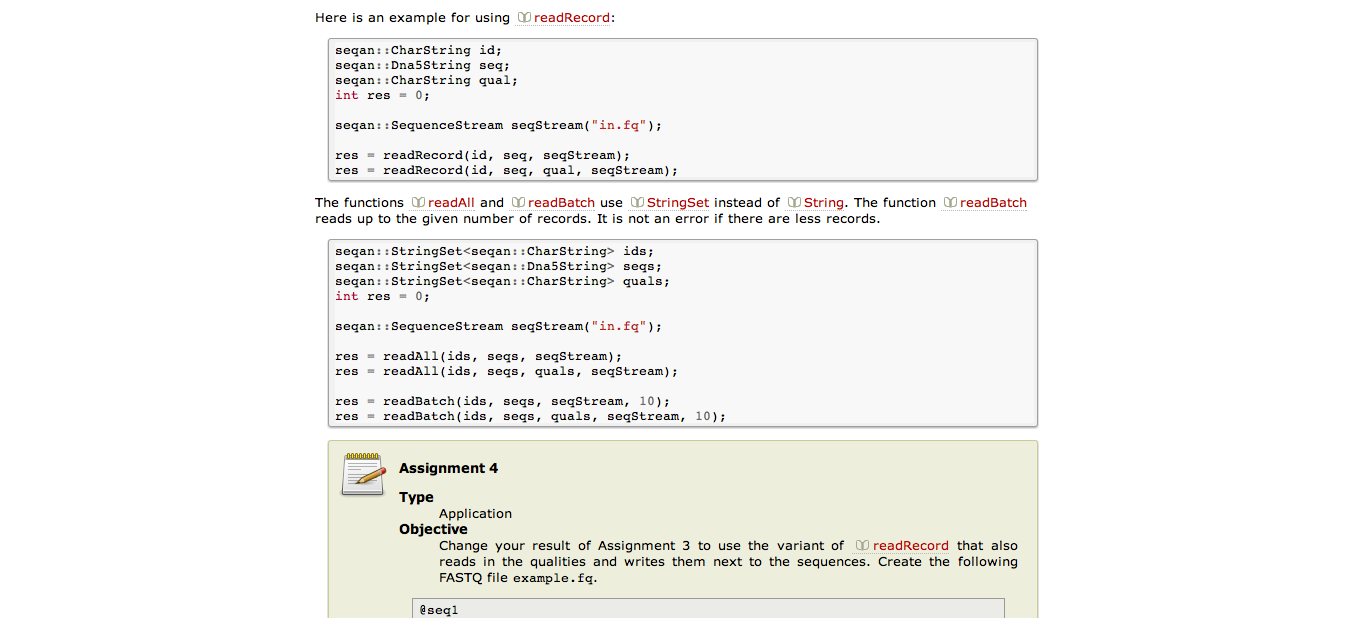 Here is an example for using readRecord:
seqan::CharString id;
seqan::Dna5String seq;
seqan::CharString qual;
int res = 0;
seqan::SequenceStream seqStream("in.fq");
res = readRecord(id, seq, seqStream);
res = readRecord(id, seq, qual, seqStream);
The functions readAll and readBatch use StringSet instead of String. The function readBatch
reads up to the given number of records. It is not an error if there are less records.
seqan::StringSet<seqan::CharString> ids;
seqan::StringSet<seqan::Dna5String> seqs;
seqan::StringSet<seqan::CharString> quals;
int res = 0;
seqan::SequenceStream seqStream("in.fq");
res = readAll(ids, seqs, seqStream);
res = readAll(ids, seqs, quals, seqStream);
res = readBatch(ids, seqs, seqStream, 10);
res = readBatch(ids, seqs, quals, seqStream, 10);
Assignment 4
Type
Application
Objective
Change your result of Assignment 3 to use the variant of readRecord that also
reads in the qualities and writes them next to the sequences. Create the following
FASTQ file example.fq.
@seq1